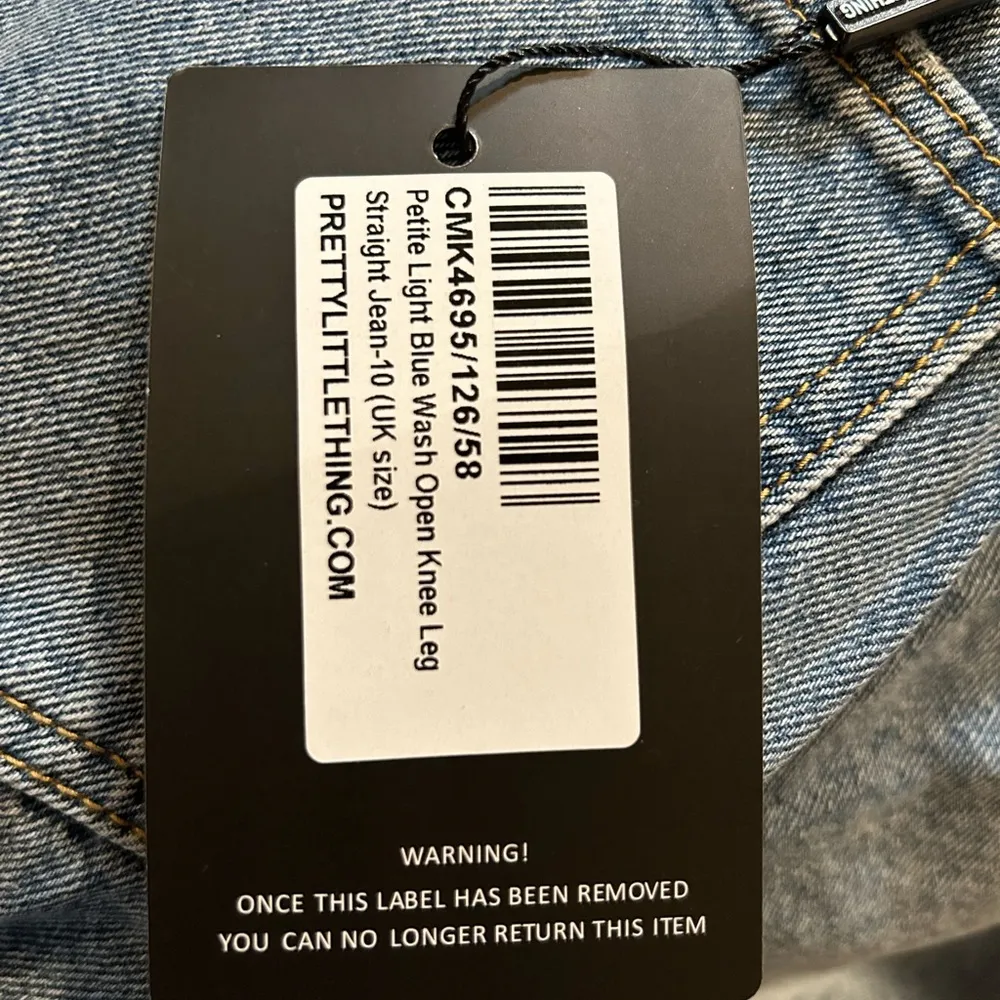 THING
CMK4695/126/58
Petite Light Blue Wash Open Knee Leg
Straight Jean-10 (UK size)
PRETTYLITTLETHING.COM
WARNING!
ONCE THIS LABEL HAS BEEN REMOVED
YOU CAN NO LONGER RETURN THIS ITEM